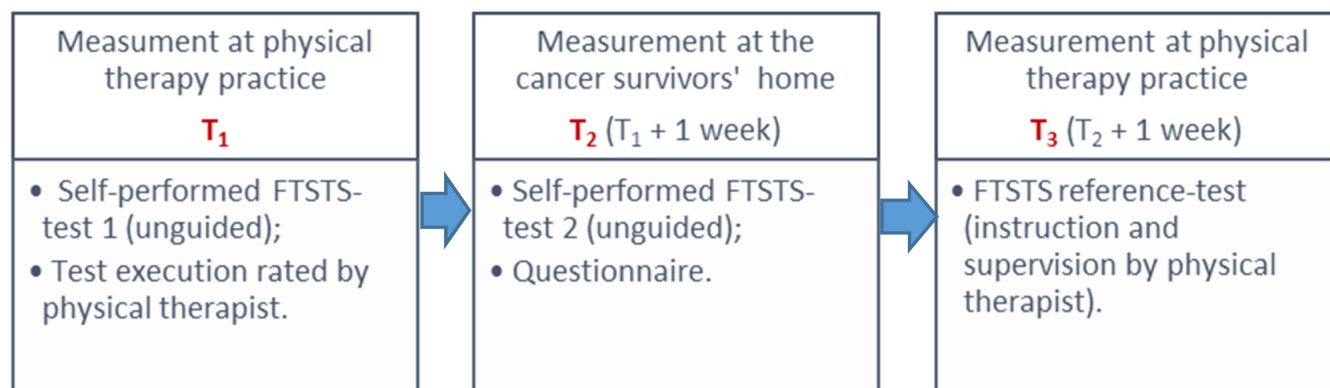 Measument at physical
therapy practice
T₁
• Self-performed FTSTS-
test 1 (unguided);
• Test execution rated by
physical therapist.
Measurement at the
cancer survivors' home
T₂ (T₁ + 1 week)
• Self-performed FTSTS-
test 2 (unguided);
• Questionnaire.
Measurement at physical
therapy practice
T₃ (T₂ + 1 week)
• FTSTS reference-test
(instruction and
supervision by physical
therapist).